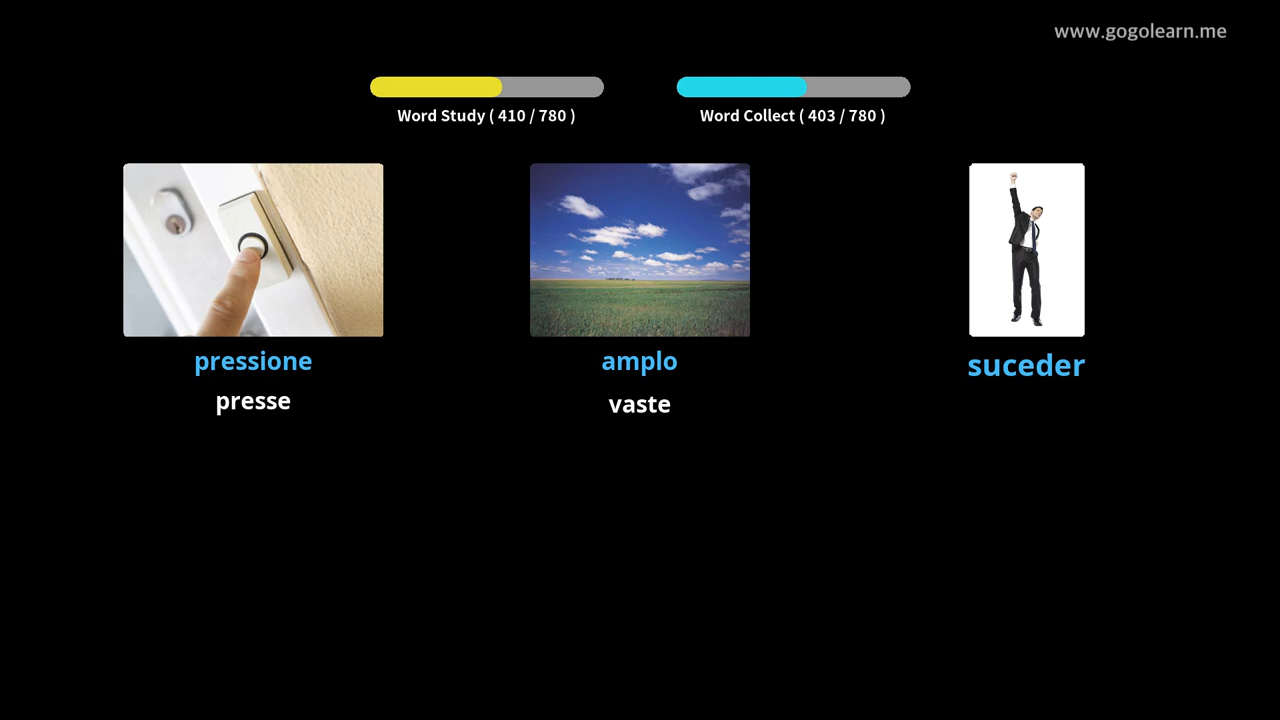 www.gogolearn.me
Word Study ( 410 / 780 )
Word Collect ( 403 / 780 )
pressione
amplo
suceder
presse
vaste